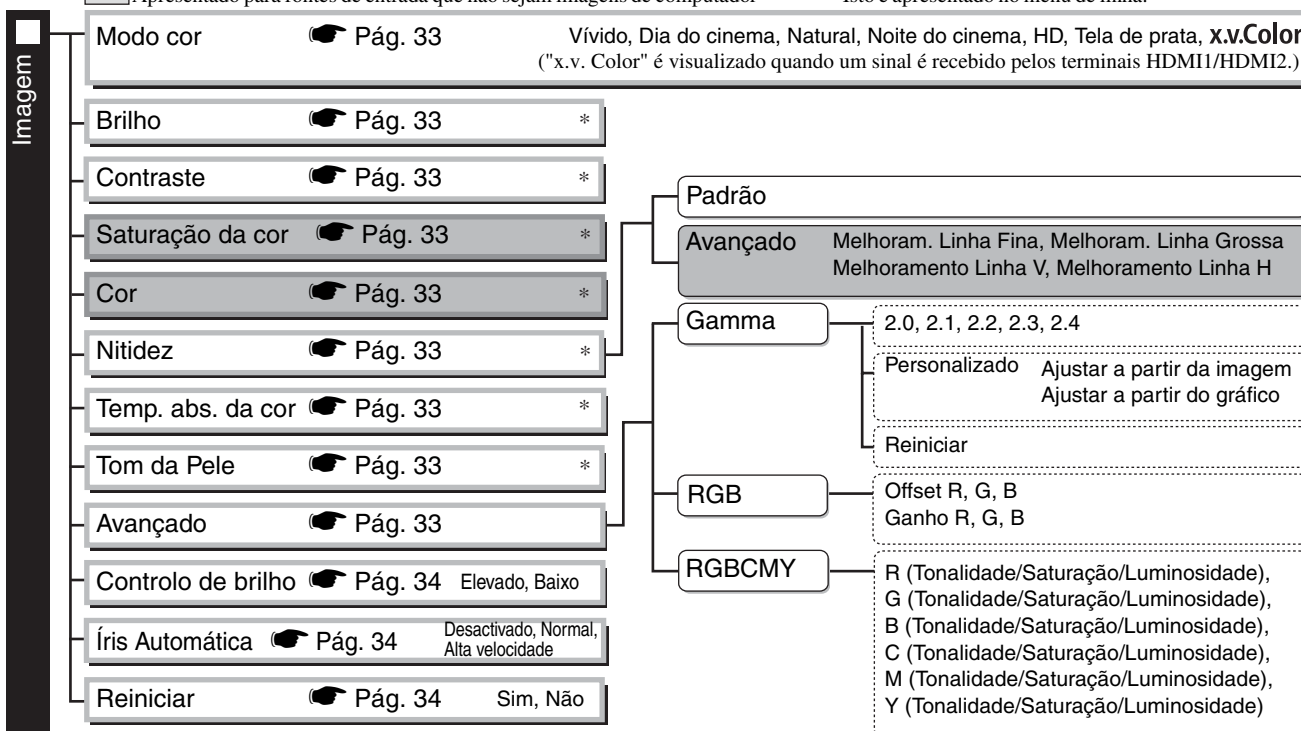 Apresentado para fontes de entrada que não sejam imagens de computador
Isto é apresentado no menu de linha.
Imagem
Modo cor Pág. 33 Vívido, Dia do cinema, Natural, Noite do cinema, HD, Tela de prata, x.v.Color
("x.v. Color" é visualizado quando um sinal é recebido pelos terminais HDMI1/HDMI2.)
Brilho Pág. 33 *
Contraste Pág. 33 *
Saturação da cor Pág. 33 *
Cor Pág. 33 *
Nitidez Pág. 33 *
Temp. abs. da cor Pág. 33 *
Tom da Pele Pág. 33 *
Avançado Pág. 33
Controlo de brilho Pág. 34 Elevado, Baixo
Íris Automática Pág. 34 Desactivado, Normal,
Alta velocidade
Reiniciar Pág. 34 Sim, Não
Padrão
Avançado Melhoram. Linha Fina, Melhoram. Linha Grossa
Melhoramento Linha V, Melhoramento Linha H
Gamma 2.0, 2.1, 2.2, 2.3, 2.4
Personalizado Ajustar a partir da imagem
Ajustar a partir do gráfico
Reiniciar
RGB Offset R, G, B
Ganho R, G, B
RGBCMY R (Tonalidade/Saturação/Luminosidade),
G (Tonalidade/Saturação/Luminosidade),
B (Tonalidade/Saturação/Luminosidade),
C (Tonalidade/Saturação/Luminosidade),
M (Tonalidade/Saturação/Luminosidade),
Y (Tonalidade/Saturação/Luminosidade)